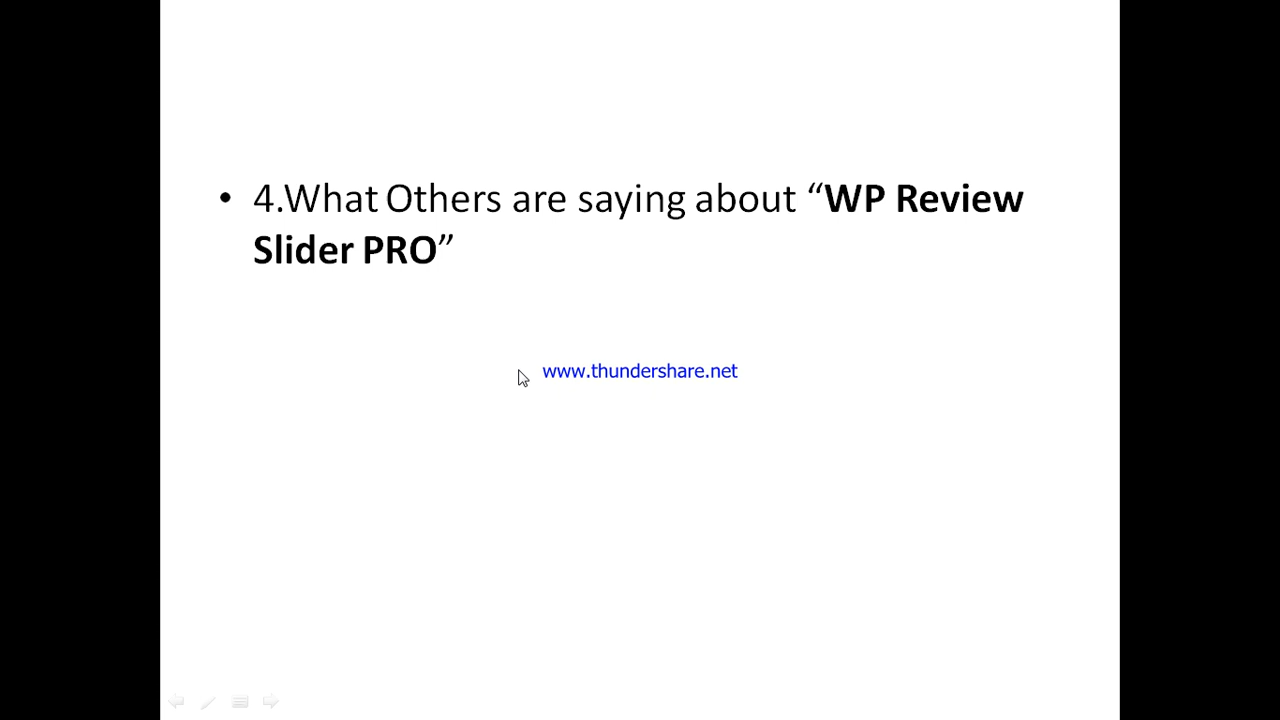 • 4.What Others are saying about “WP Review
Slider PRO”
www.thundershare.net